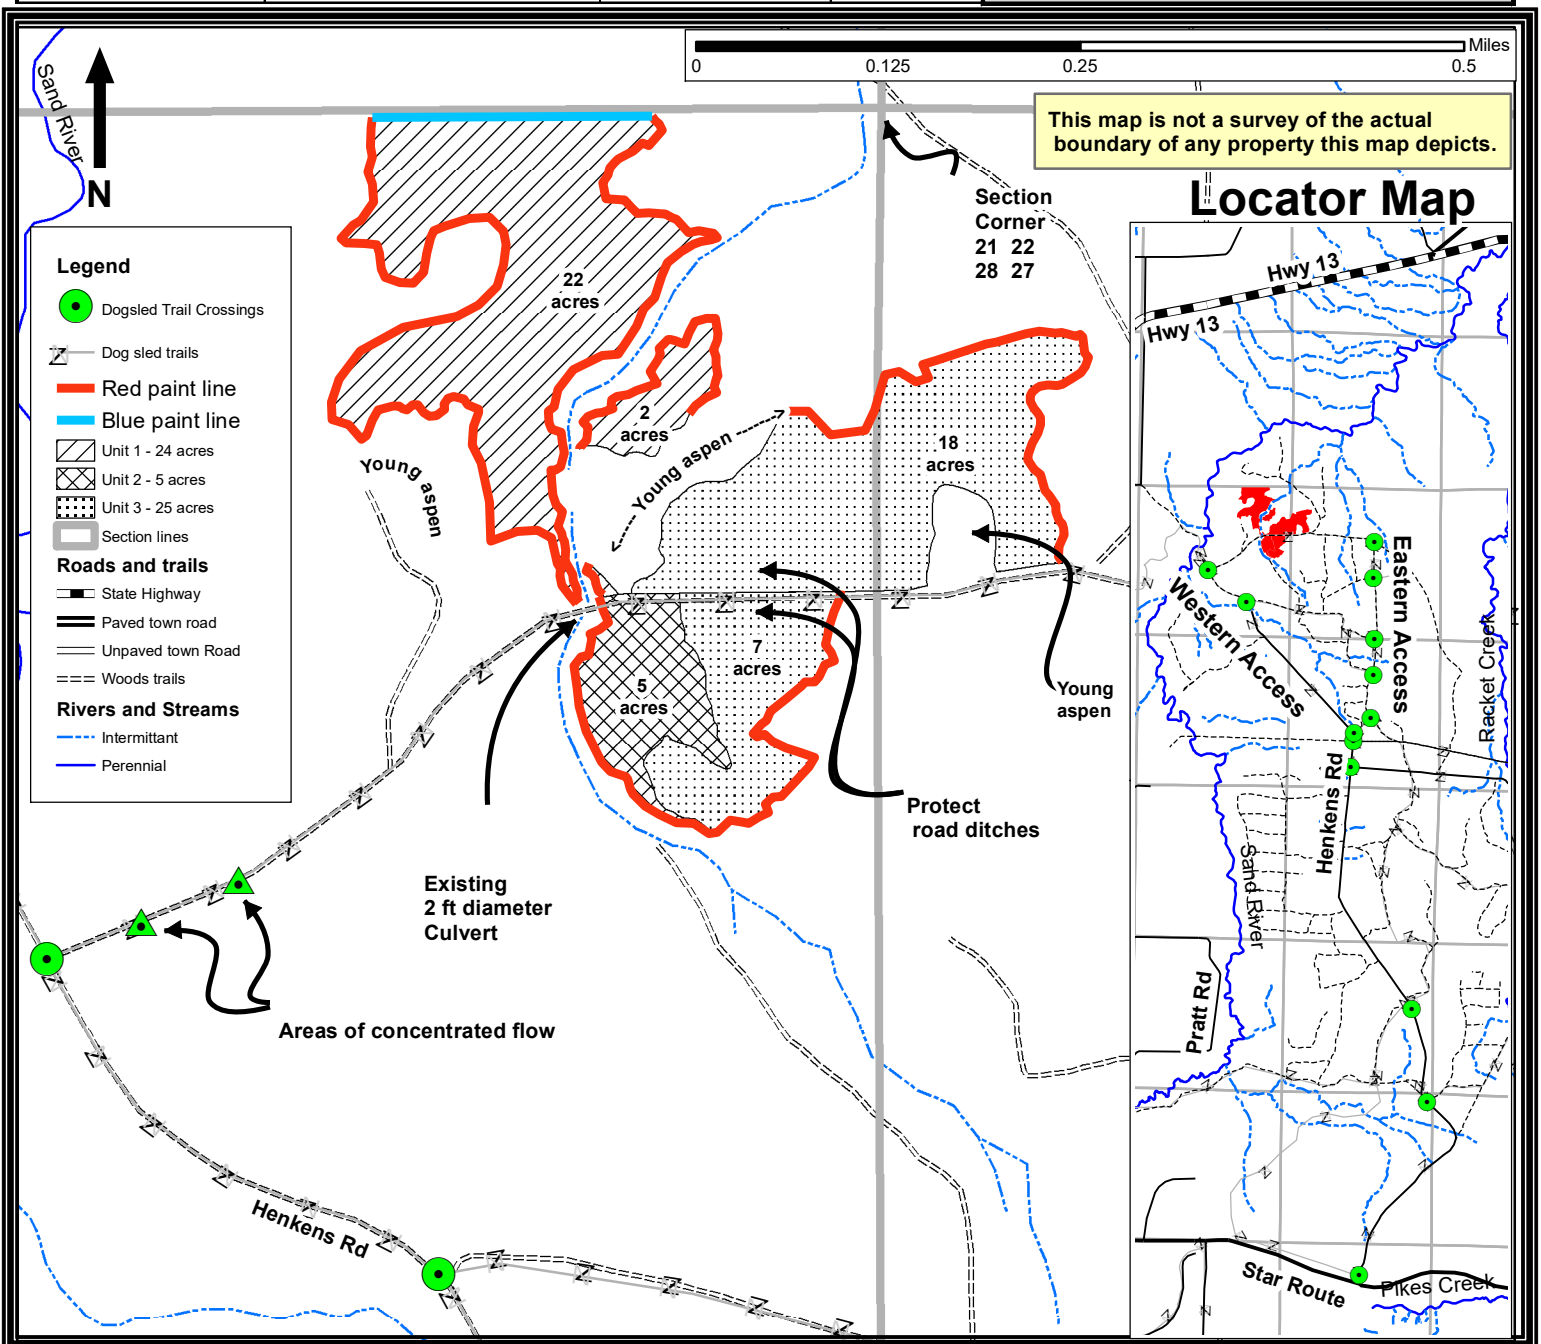 Miles
0
0.125
0.25
0.5
Sand River
N
This map is not a survey of the actual
boundary of any property this map depicts.
Section
Corner
21 22
28 27
Locator Map
Legend
Dogsled Trail Crossings
Dog sled trails
Red paint line
Blue paint line
Unit 1 - 24 acres
Unit 2 - 5 acres
Unit 3 - 25 acres
Section lines
Roads and trails
State Highway
Paved town road
Unpaved town Road
Woods trails
Rivers and Streams
Intermittant
Perennial
22
acres
2
acres
Young aspen
Young aspen
18
acres
7
acres
5
acres
Young
aspen
Protect
road ditches
Existing
2 ft diameter
Culvert
Areas of concentrated flow
Henkens Rd
Hwy 13
Hwy 13
Eastern Access
Western Access
Racket Creek
Henkens Rd
Sand River
Pratt Rd
Star Route
Pikes Creek